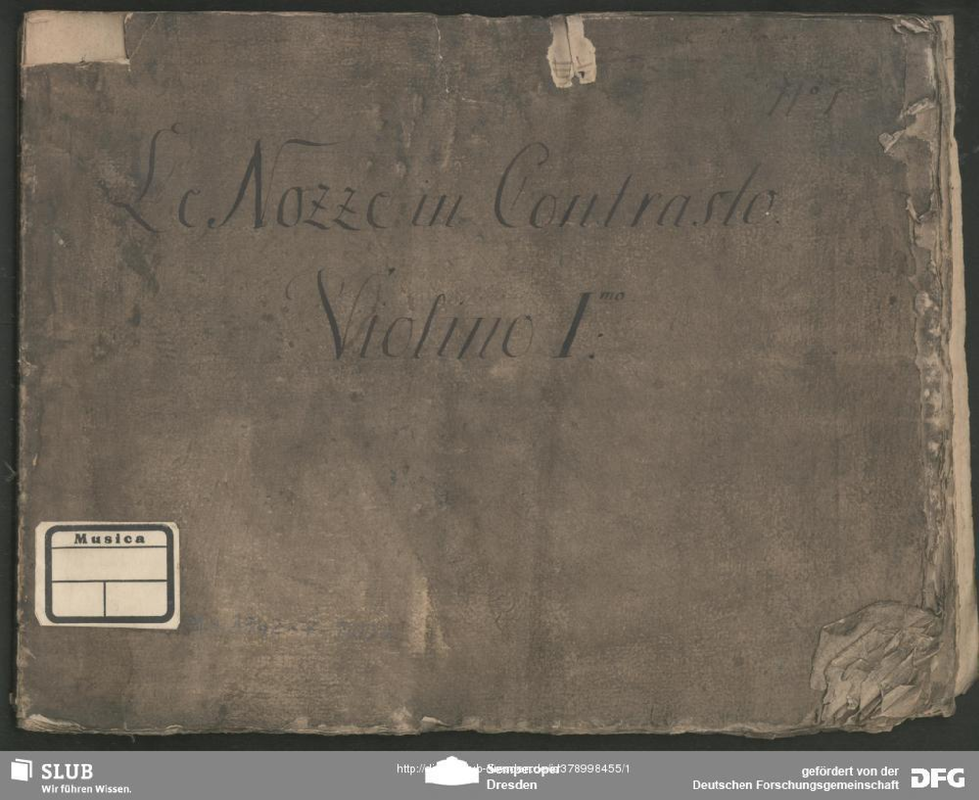 No 1
Le Nozze in Contrasto.
Violino I.mo
Musica
SLUB
Wir führen Wissen.
Semperoper
Dresden
gefördert von der
Deutschen Forschungsgemeinschaft
DFG